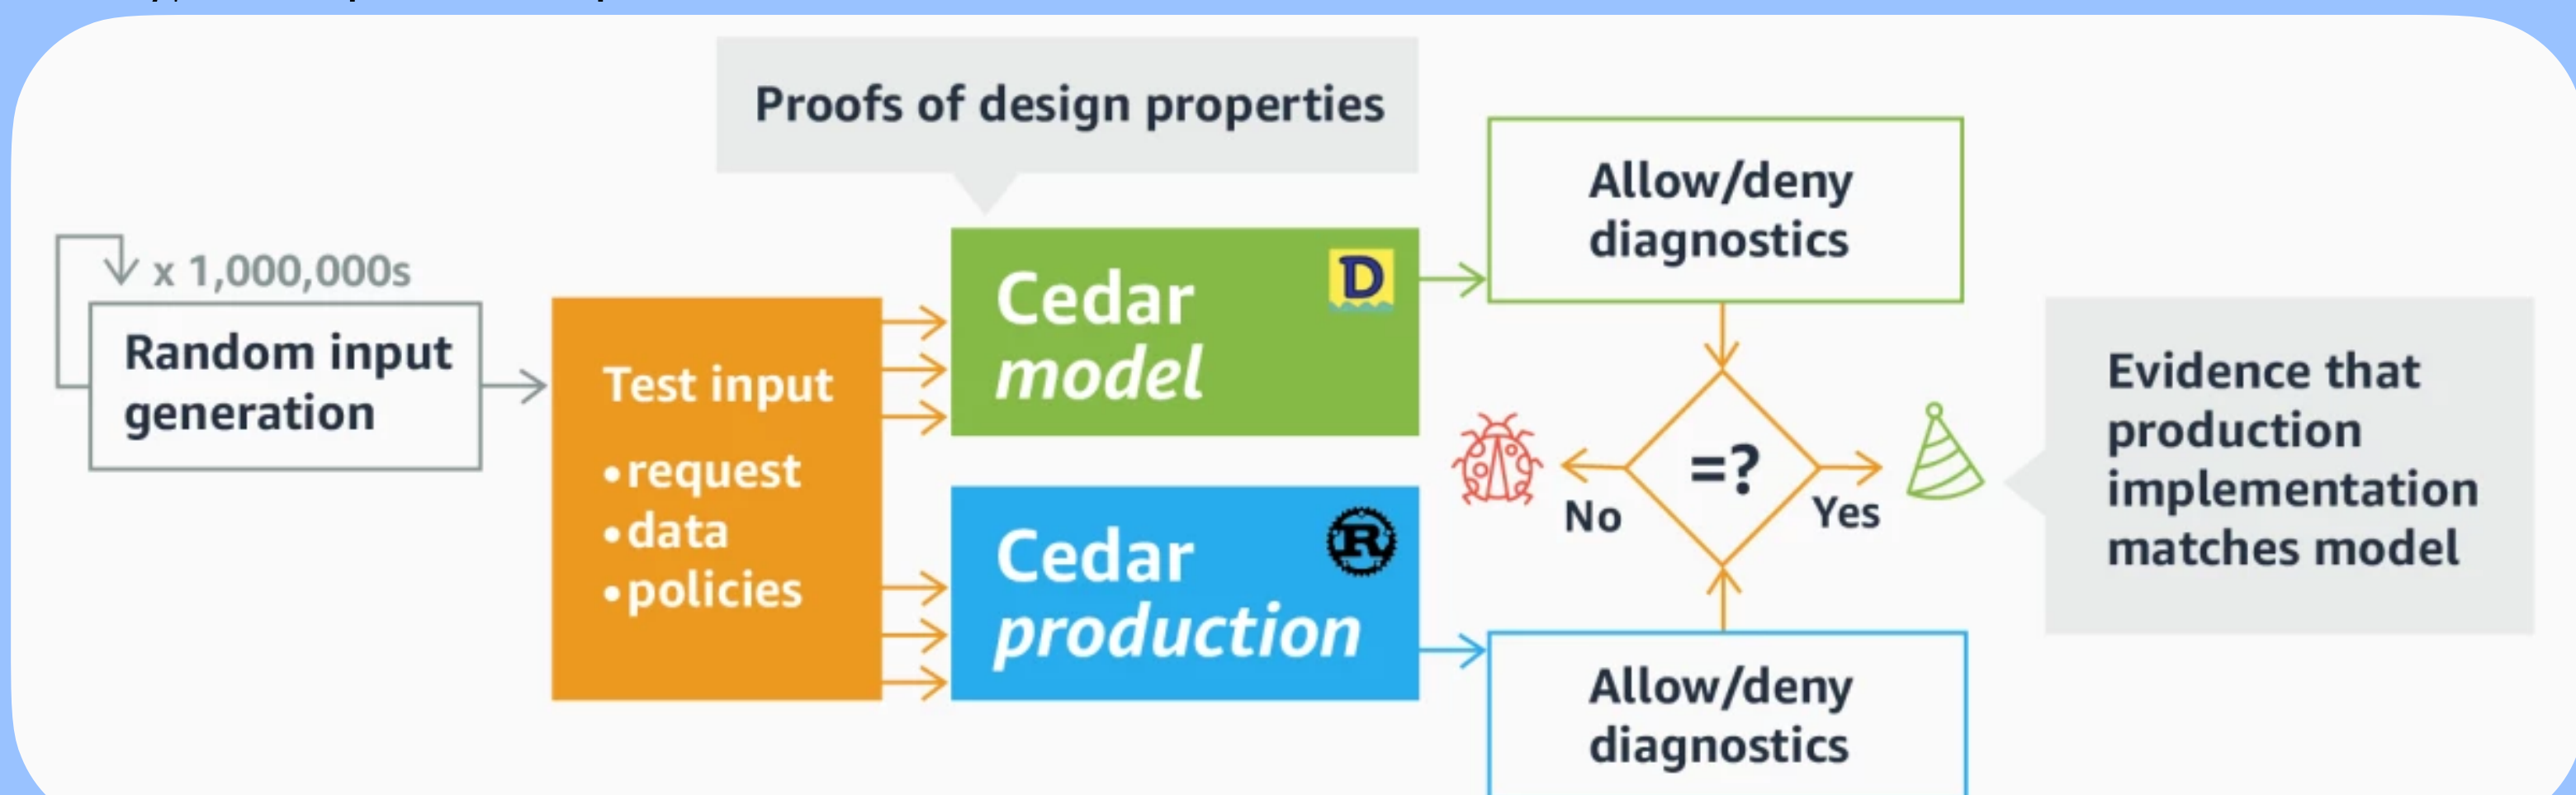 Proofs of design properties
Allow/deny
diagnostics
x 1,000,000s
Random input
generation
Test input
•request
•data
•policies
Cedar
model
D
Cedar
production
R
=?
No
Yes
Evidence that
production
implementation
matches model
Allow/deny
diagnostics